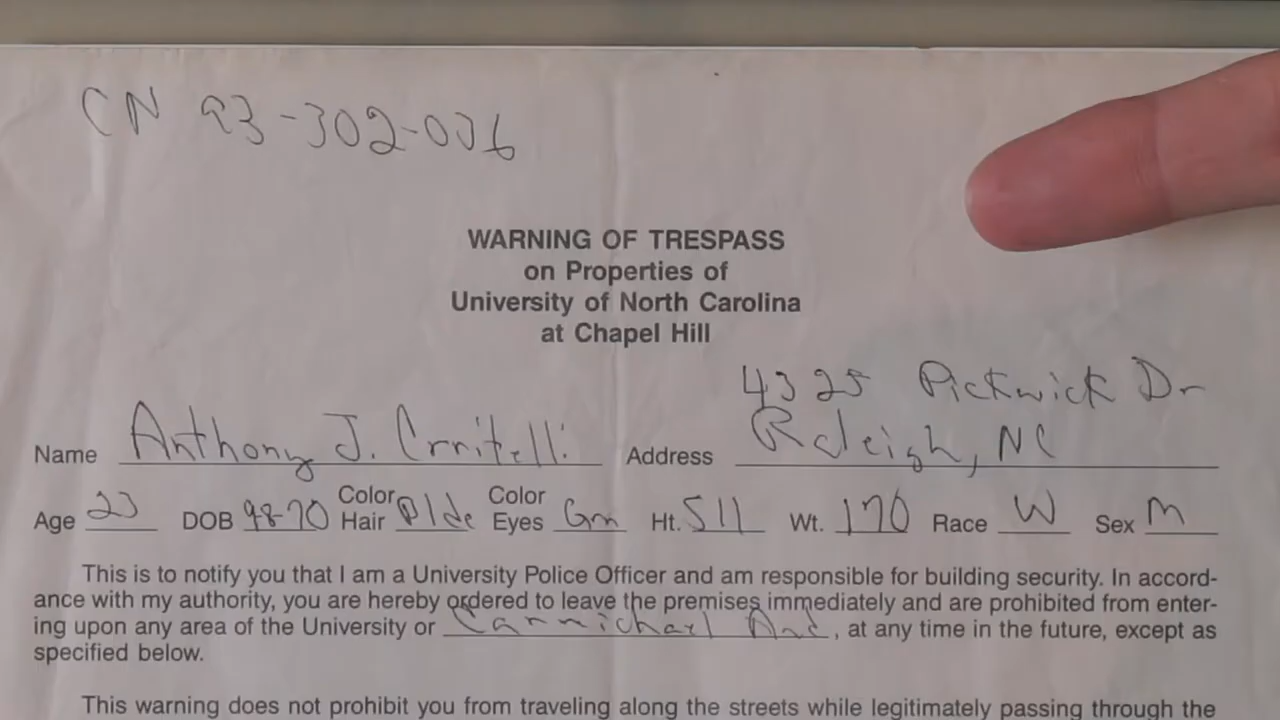 CN 93-302-006
WARNING OF TRESPASS
on Properties of
University of North Carolina
at Chapel Hill
4325 Pickwick Dr
Name Anthony J. Crnitelli Address Raleigh, NC
Age 23 DOB 9-8-70 Color Hair Blde Color Eyes Grn Ht. 511 Wt. 170 Race W Sex M
This is to notify you that I am a University Police Officer and am responsible for building security. In accord-
ance with my authority, you are hereby ordered to leave the premises immediately and are prohibited from enter-
ing upon any area of the University or Carmichael Aud, at any time in the future, except as
specified below.
This warning does not prohibit you from traveling along the streets while legitimately passing through the